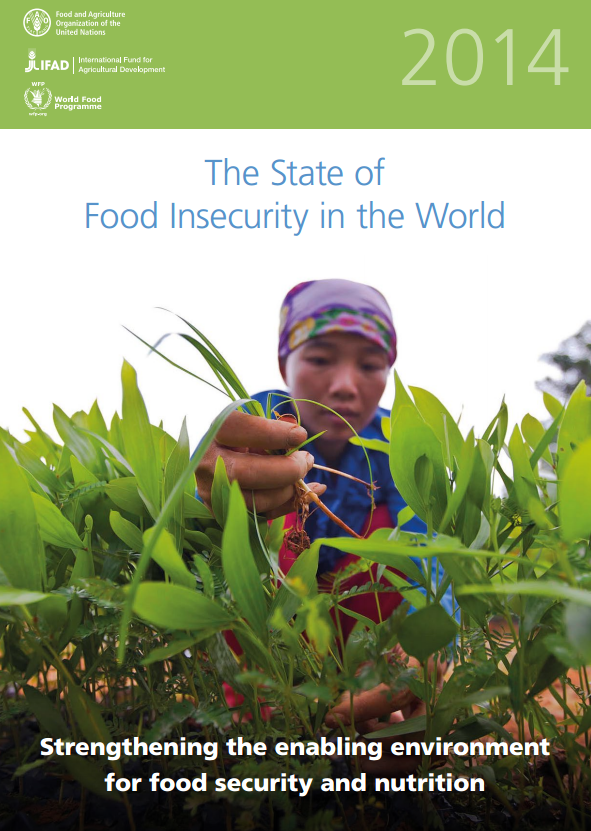 Food and Agriculture
Organization of the
United Nations
FAO
2014
IFAD
International Fund for
Agricultural Development
WFP
World Food
Programme
wfp.org
The State of
Food Insecurity in the World
Strengthening the enabling environment
for food security and nutrition